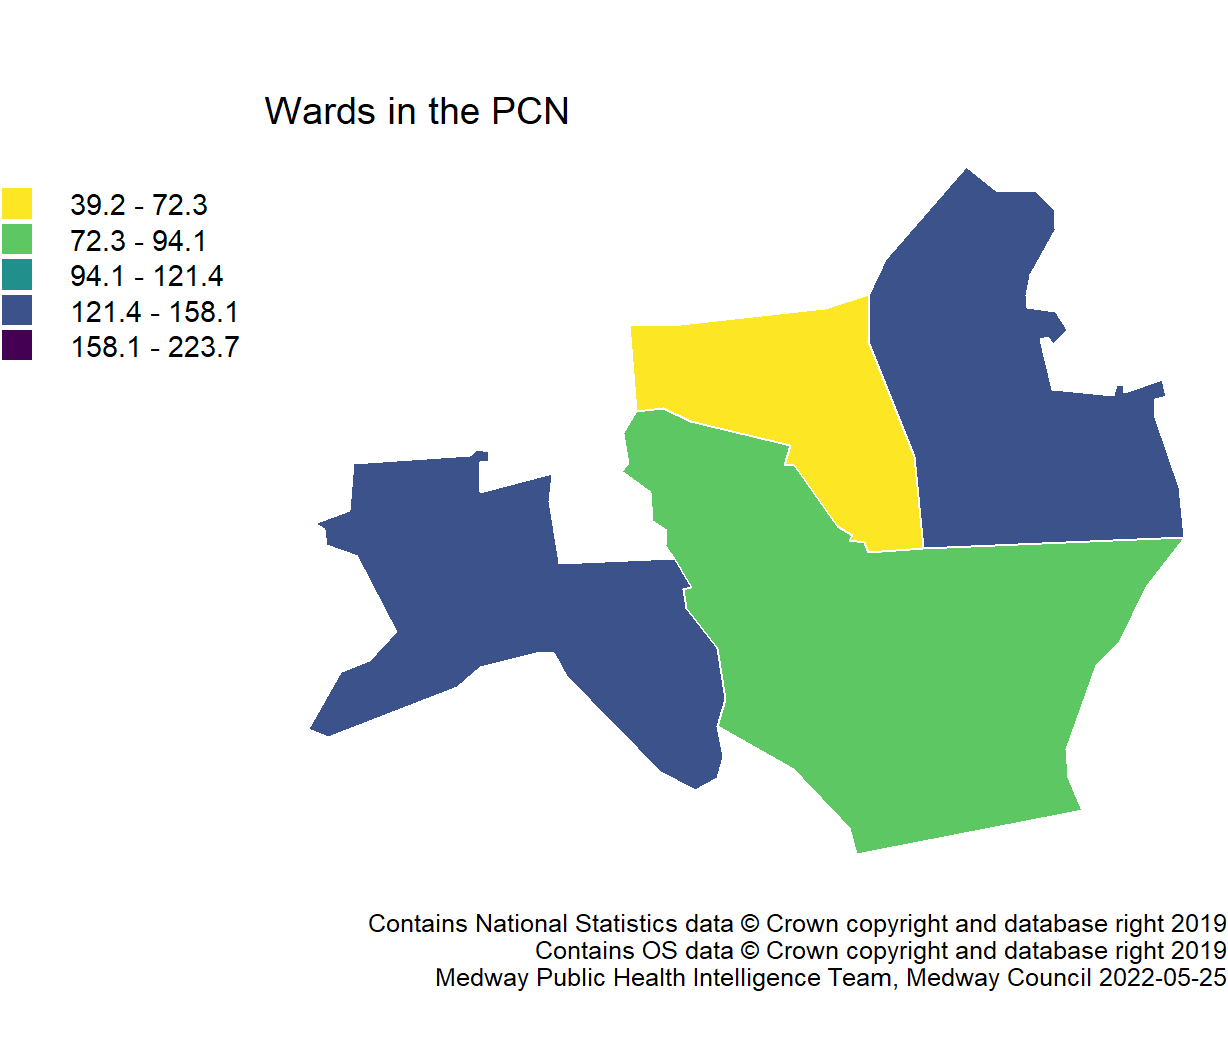 Wards in the PCN
39.2 - 72.3
72.3 - 94.1
94.1 - 121.4
121.4 - 158.1
158.1 - 223.7
Contains National Statistics data © Crown copyright and database right 2019
Contains OS data © Crown copyright and database right 2019
Medway Public Health Intelligence Team, Medway Council 2022-05-25